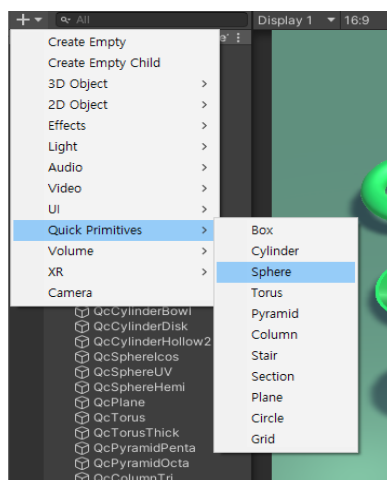 All
Display 1
16:9
Create Empty
Create Empty Child
3D Object
2D Object
Effects
Light
Audio
Video
UI
Quick Primitives
Volume
XR
Camera
Box
Cylinder
Sphere
Torus
Pyramid
Column
Stair
Section
Plane
Circle
Grid
QcCylinderBowl
QcCylinderDisk
QcCylinderHollow2
QcSphereIcos
QcSphereUV
QcSphereHemi
QcPlane
QcTorus
QcTorusThick
QcPyramidPenta
QcPyramidOcta
QcColumnTri